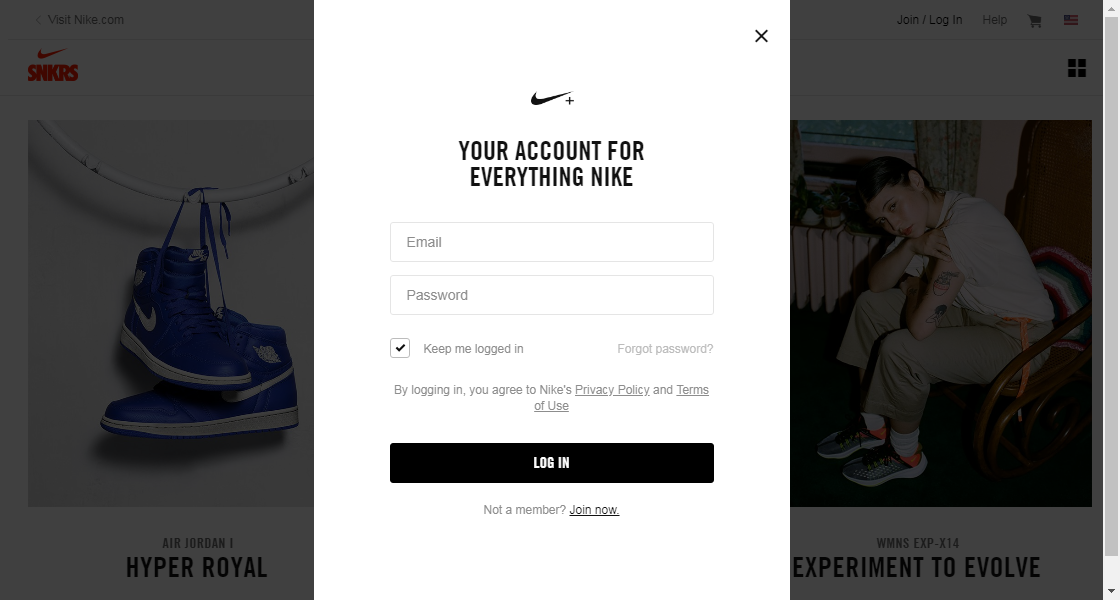 Visit Nike.com
Join / Log In
Help
SNKRS
YOUR ACCOUNT FOR
EVERYTHING NIKE
Email
Password
Keep me logged in
Forgot password?
By logging in, you agree to Nike's Privacy Policy and Terms
of Use
LOG IN
Not a member? Join now.
AIR JORDAN I
HYPER ROYAL
WMNS EXP-X14
EXPERIMENT TO EVOLVE